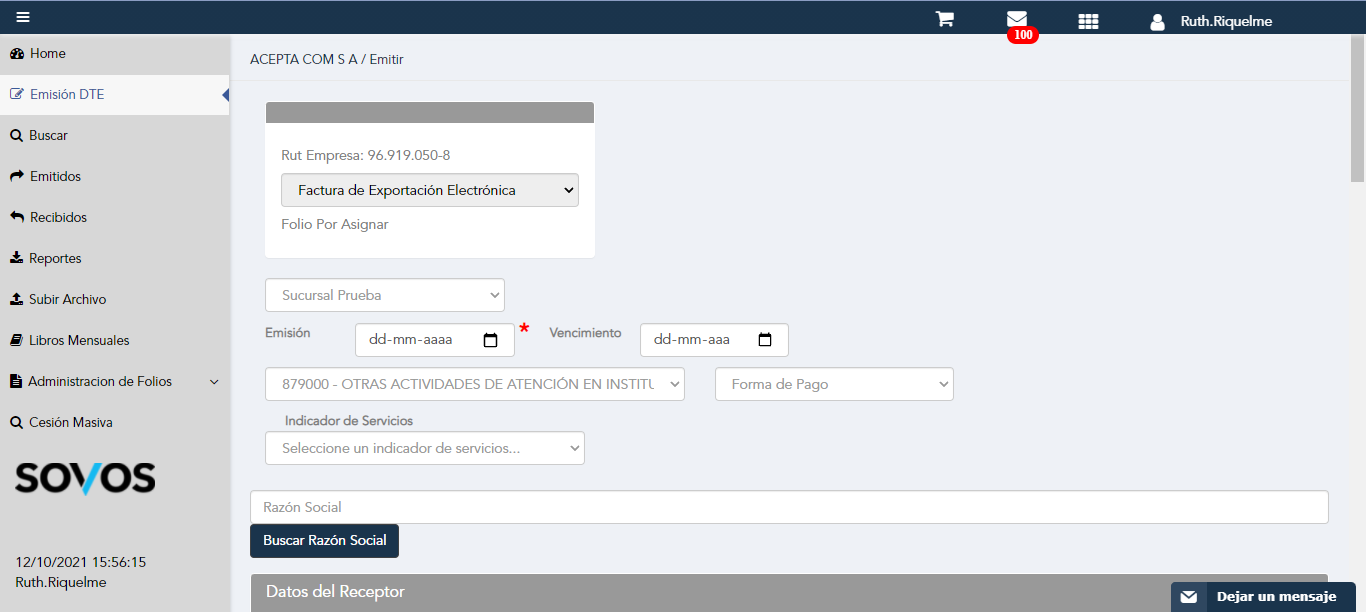 100
Ruth.Riquelme
Home
Emisión DTE
Buscar
Emitidos
Recibidos
Reportes
Subir Archivo
Libros Mensuales
Administracion de Folios
Cesión Masiva
SOVOS
12/10/2021 15:56:15
Ruth.Riquelme
ACEPTA COM S A / Emitir
Rut Empresa: 96.919.050-8
Factura de Exportación Electrónica
Folio Por Asignar
Sucursal Prueba
Emisión dd-mm-aaaa * Vencimiento dd-mm-aaa
879000 - OTRAS ACTIVIDADES DE ATENCIÓN EN INSTITU Forma de Pago
Indicador de Servicios
Seleccione un indicador de servicios...
Razón Social
Buscar Razón Social
Datos del Receptor
Dejar un mensaje